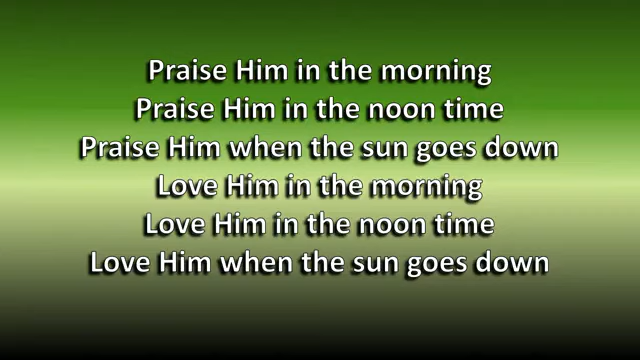 Praise Him in the morning
Praise Him in the noon time
Praise Him when the sun goes down
Love Him in the morning
Love Him in the noon time
Love Him when the sun goes down